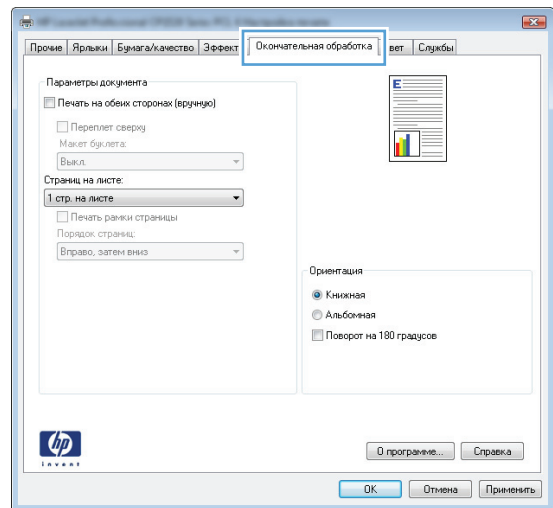 Прочие Ярлыки Бумага/качество Эффект Окончательная обработка вет Службы
Параметры документа
Печать на обеих сторонах (вручную)
Переплет сверху
Макет буклета:
Выкл.
Страниц на листе:
1 стр. на листе
Печать рамки страницы
Порядок страниц:
Вправо, затем вниз
E
Ориентация
Книжная
Альбомная
Поворот на 180 градусов
hp
invent
О программе... Справка
OK Отмена Применить